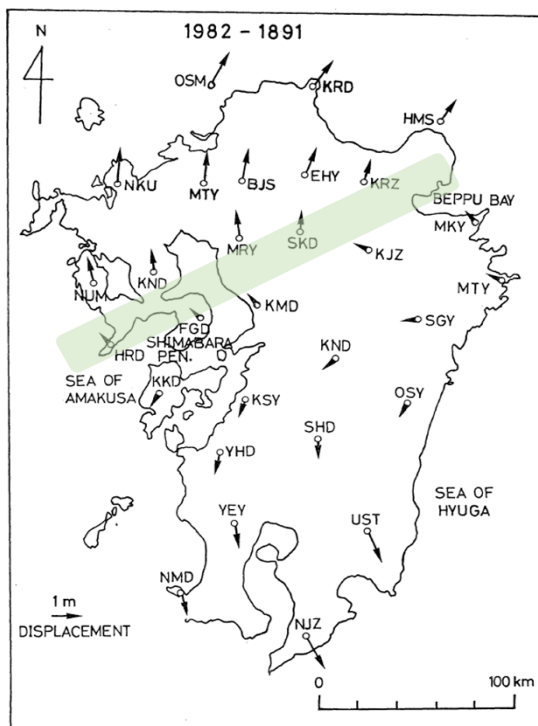 1982 - 1891
N
OSM
KRD
HMS
NKU
MTY
BJS
EHY
KRZ
BEPPU BAY
MKY
MRY
SKD
KJZ
NUM
KND
KMD
MTY
FGD
SGY
HRD
SHIMABARA
PEN.
KND
SEA OF
AMAKUSA
KKD
KSY
OSY
SHD
YHD
SEA OF
HYUGA
YEY
UST
NMD
1 m
DISPLACEMENT
NJZ
0
100 km